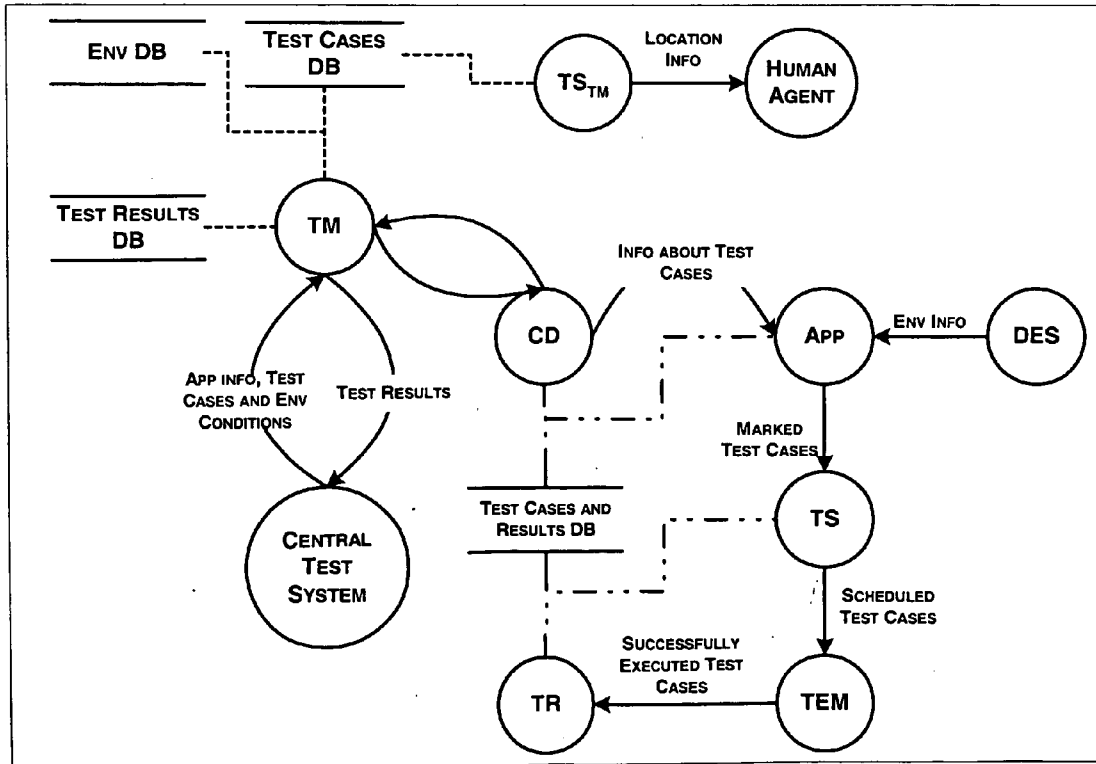 ENV DB
TEST CASES
DB
TS TM
LOCATION
INFO
HUMAN
AGENT
TEST RESULTS
DB
TM
INFO ABOUT TEST
CASES
CD
APP
ENV INFO
DES
APP INFO, TEST
CASES AND ENV
CONDITIONS
TEST RESULTS
MARKED
TEST CASES
TEST CASES AND
RESULTS DB
TS
CENTRAL
TEST
SYSTEM
SCHEDULED
TEST CASES
SUCCESSFULLY
EXECUTED TEST
CASES
TR
TEM